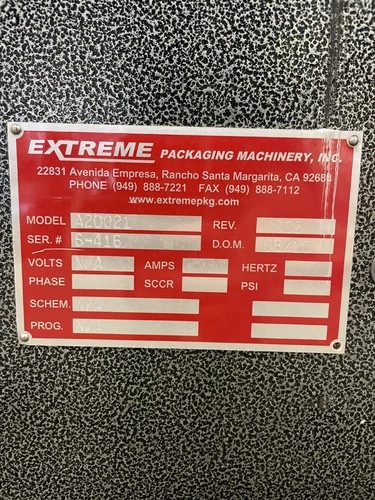 EXTREME PACKAGING MACHINERY, INC.
22831 Avenida Empresa, Rancho Santa Margarita, CA 92688
PHONE (949) 888-7221 FAX (949) 888-7112
www.extremepkg.com
MODEL A20021 REV.
SER. # S-416 D.O.M.
VOLTS N/A AMPS HERTZ
PHASE SCCR PSI
SCHEM. N/A
PROG. N/A